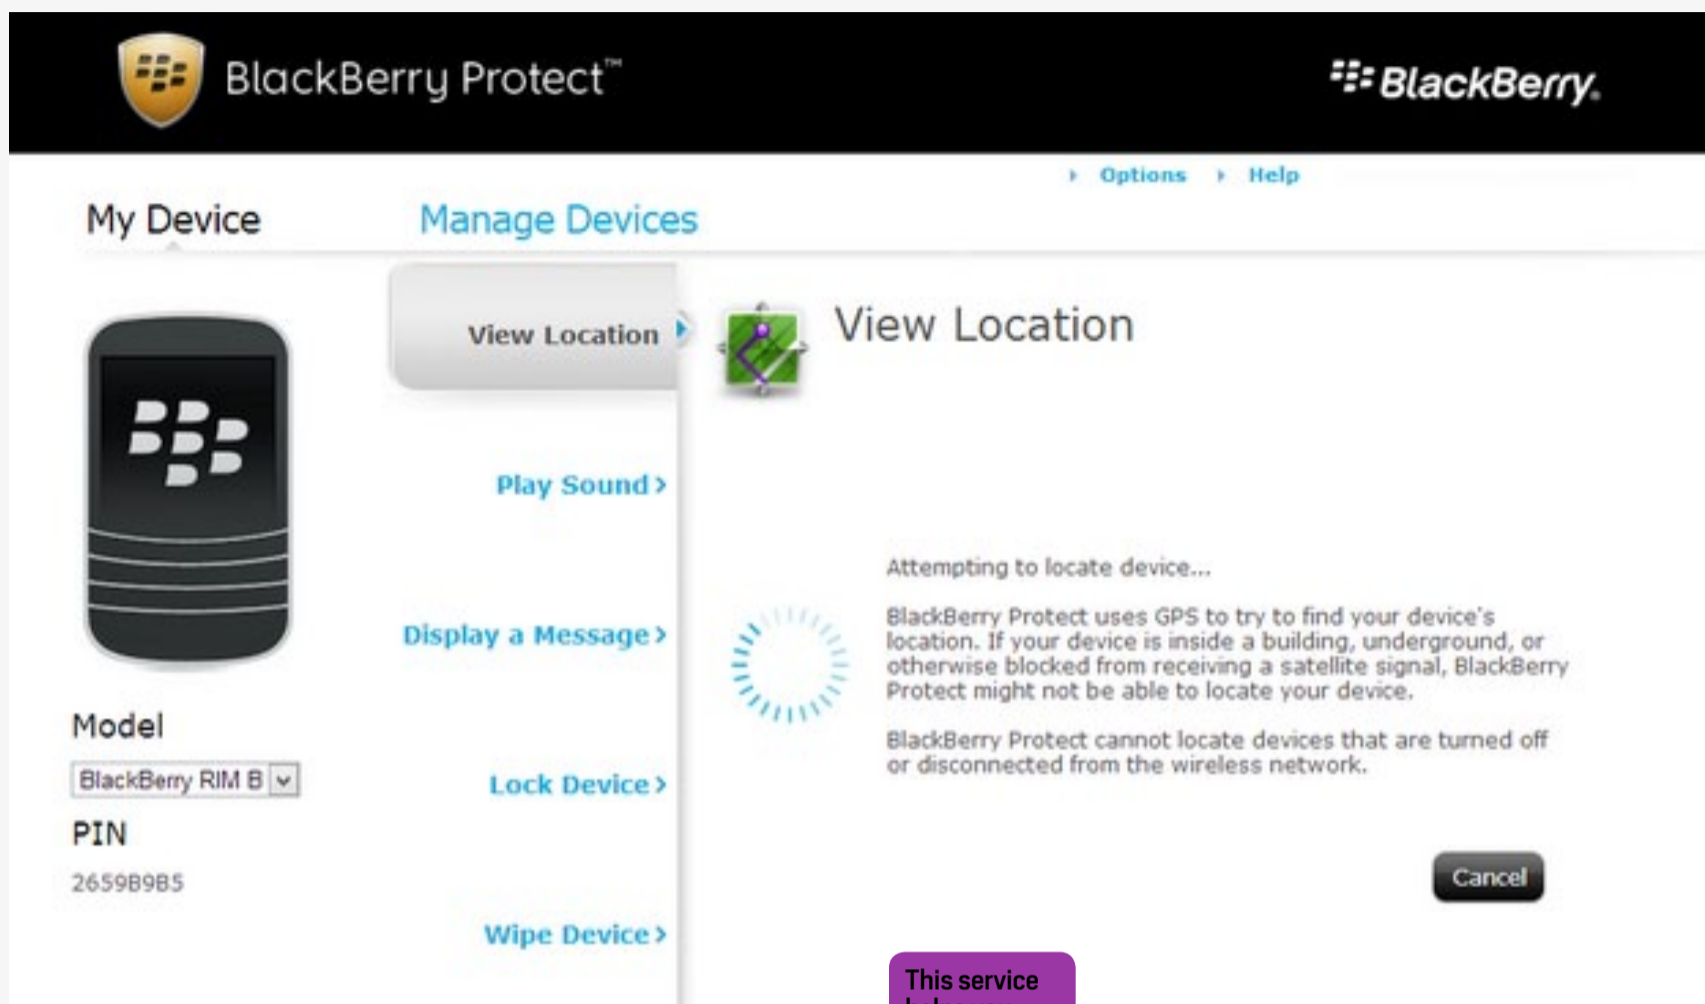 BlackBerry Protect™
BlackBerry®
Options
Help
My Device
Manage Devices
View Location
Play Sound
Display a Message
Lock Device
Wipe Device
Model
BlackBerry RIM B
PIN
2659B9B5
View Location
Attempting to locate device...
BlackBerry Protect uses GPS to try to find your device's
location. If your device is inside a building, underground, or
otherwise blocked from receiving a satellite signal, BlackBerry
Protect might not be able to locate your device.
BlackBerry Protect cannot locate devices that are turned off
or disconnected from the wireless network.
Cancel
This service